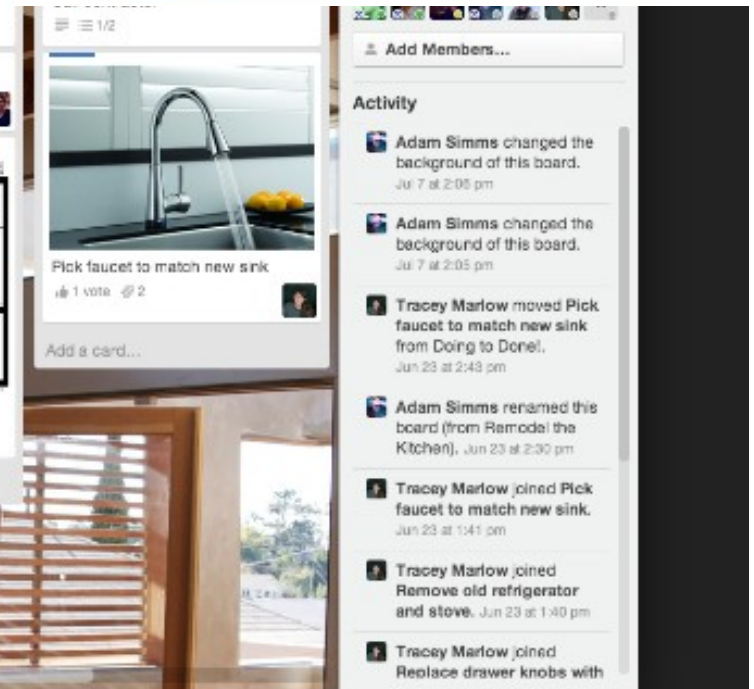 1/2
Pick faucet to match new sink
1 vote 2
Add a card...
Add Members...
Activity
Adam Simms changed the
background of this board.
Jul 7 at 2:06 pm
Adam Simms changed the
background of this board.
Jul 7 at 2:05 pm
Tracey Marlow moved Pick
faucet to match new sink
from Doing to Done!.
Jun 23 at 2:43 pm
Adam Simms renamed this
board (from Remodel the
Kitchen). Jun 23 at 2:30 pm
Tracey Marlow joined Pick
faucet to match new sink.
Jun 23 at 1:41 pm
Tracey Marlow joined
Remove old refrigerator
and stove. Jun 23 at 1:40 pm
Tracey Marlow joined
Replace drawer knobs with